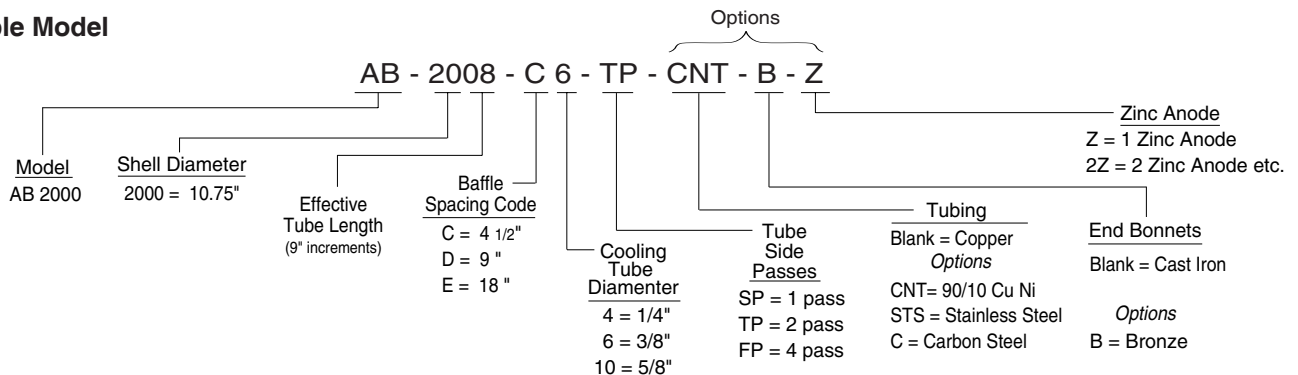 Model
Options
AB - 2008 - C 6 - TP - CNT - B - Z
Model
AB 2000
Shell Diameter
2000 = 10.75"
Effective
Tube Length
(9" increments)
Baffle
Spacing Code
C = 4 1/2"
D = 9 "
E = 18 "
Cooling
Tube
Diamenter
4 = 1/4"
6 = 3/8"
10 = 5/8"
Tube
Side
Passes
SP = 1 pass
TP = 2 pass
FP = 4 pass
Tubing
Blank = Copper
Options
CNT= 90/10 Cu Ni
STS = Stainless Steel
C = Carbon Steel
End Bonnets
Blank = Cast Iron
Options
B = Bronze
Zinc Anode
Z = 1 Zinc Anode
2Z = 2 Zinc Anode etc.